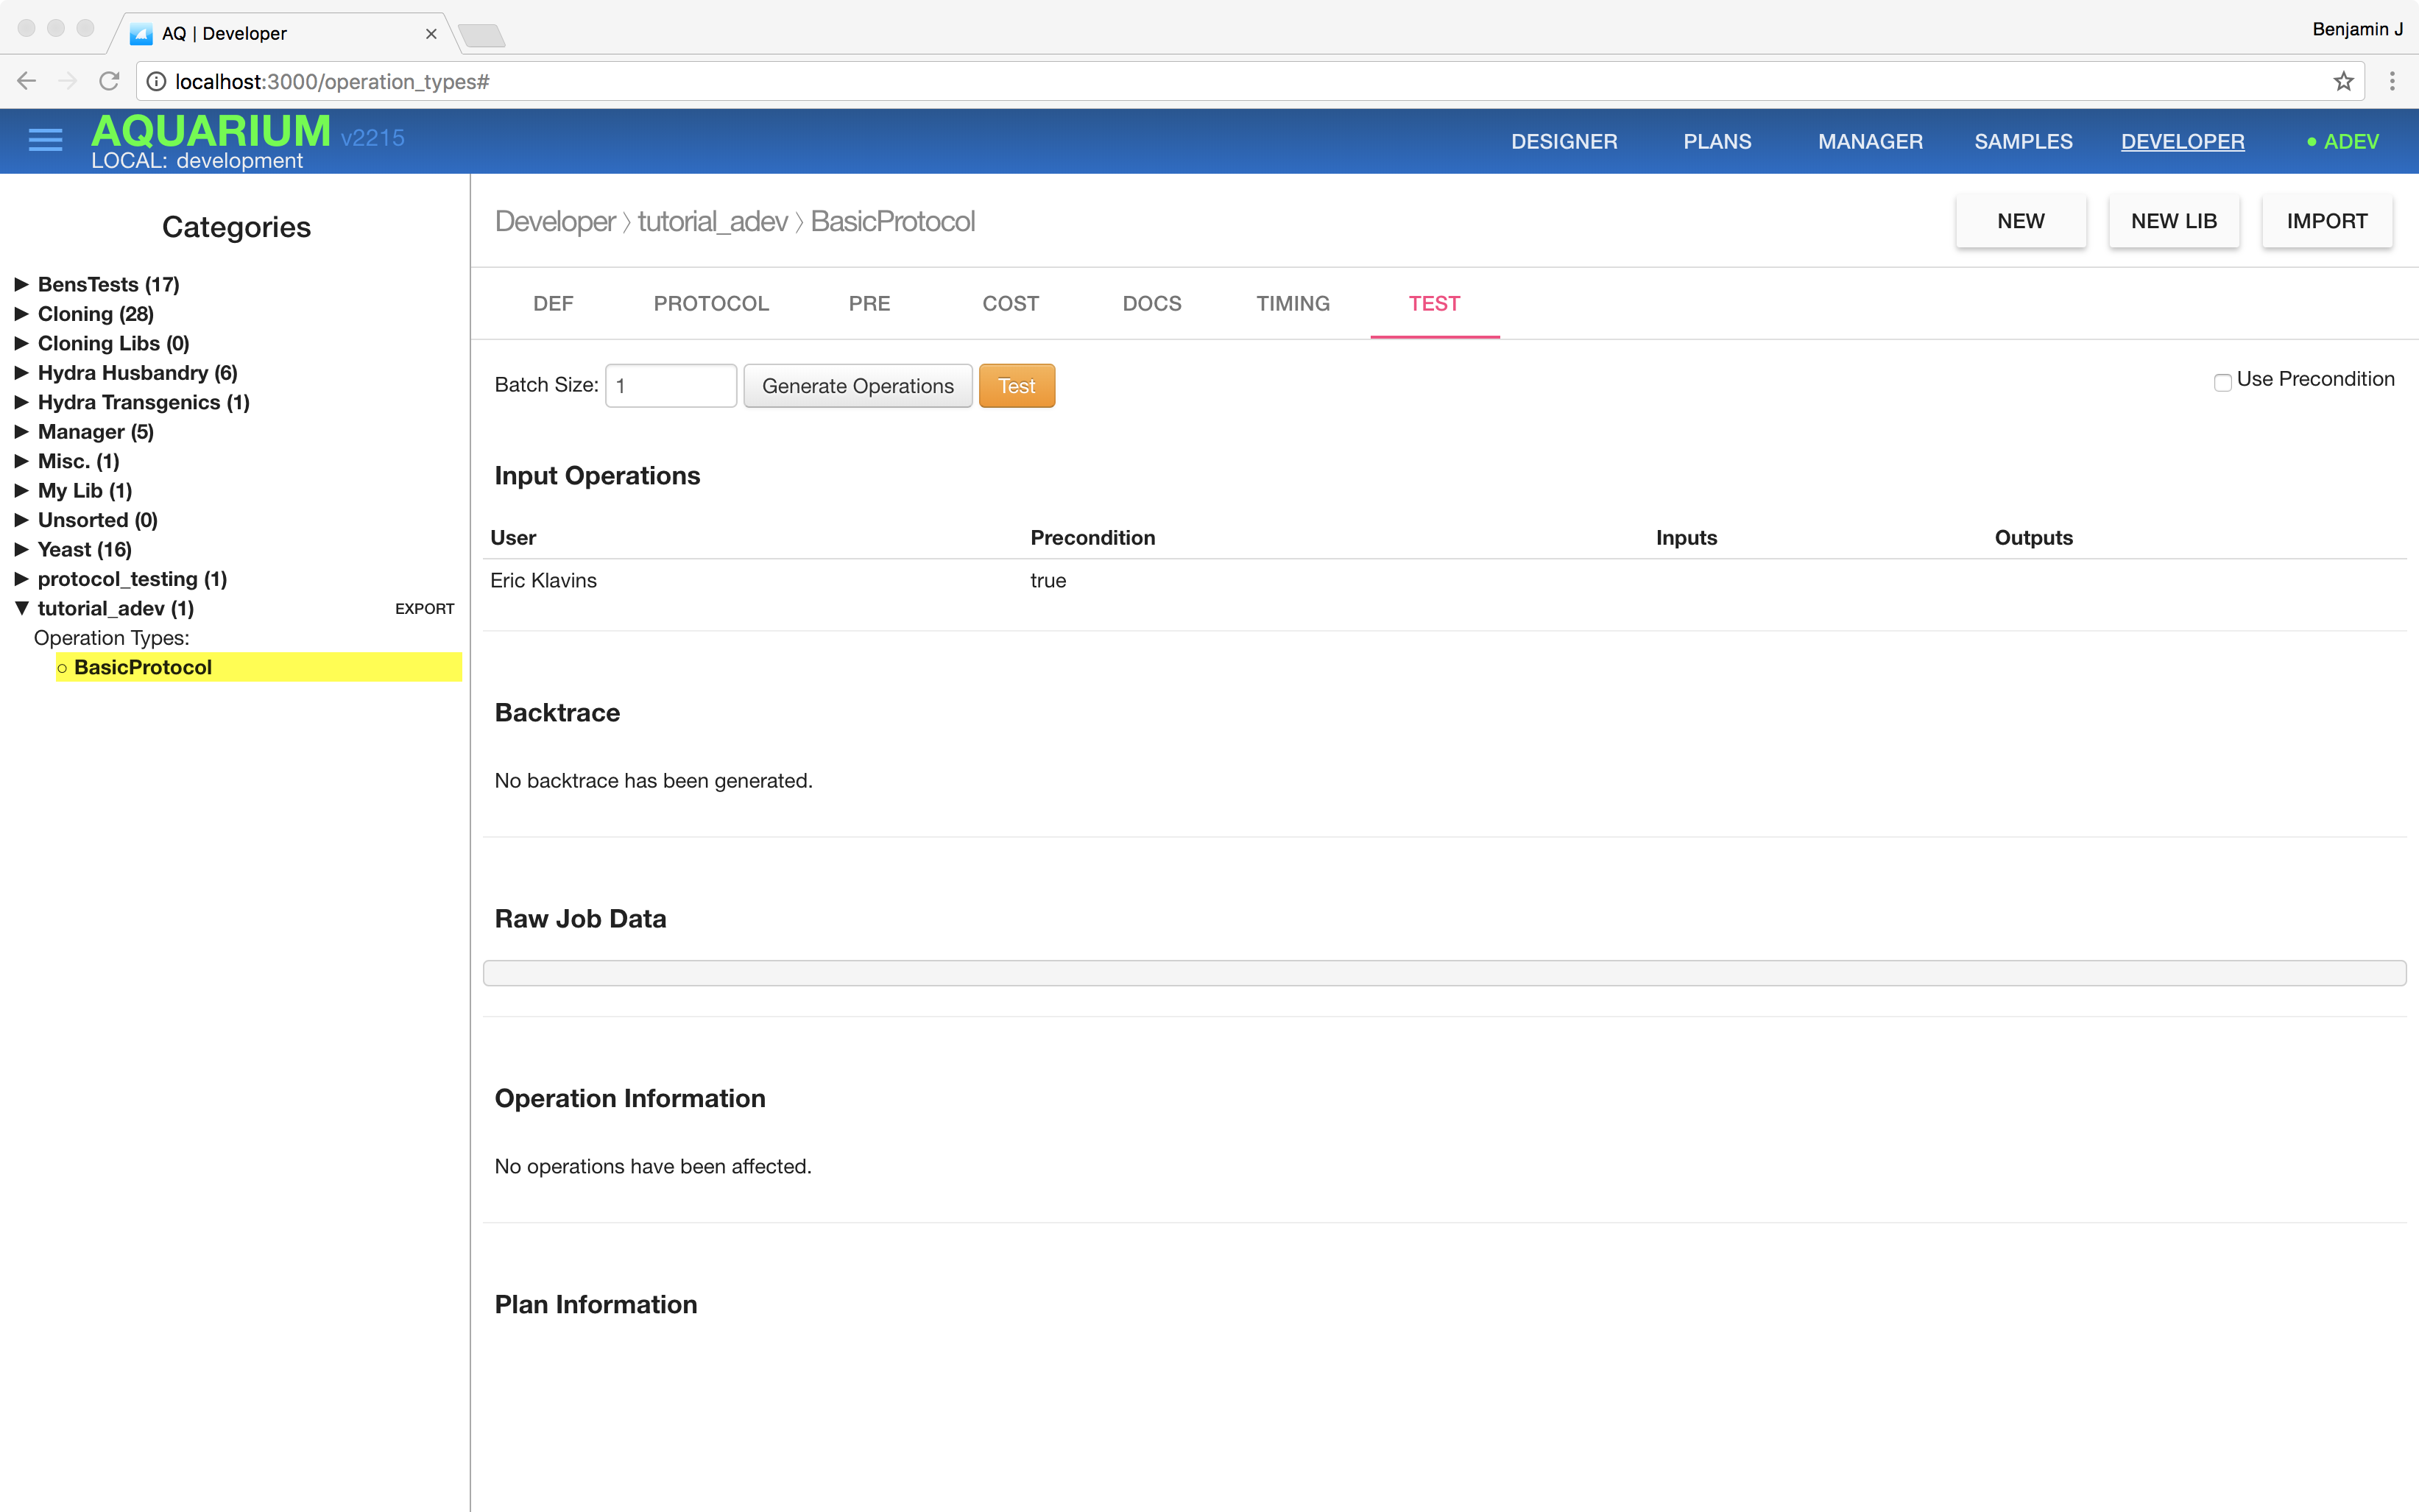 AQ | Developer
Benjamin J
localhost:3000/operation_types#
AQUARIUM v2215
LOCAL: development
DESIGNER PLANS MANAGER SAMPLES DEVELOPER ADEV
Categories
BensTests (17)
Cloning (28)
Cloning Libs (0)
Hydra Husbandry (6)
Hydra Transgenics (1)
Manager (5)
Misc. (1)
My Lib (1)
Unsorted (0)
Yeast (16)
protocol_testing (1)
tutorial_adev (1) EXPORT
Operation Types:
BasicProtocol
Developer 〉 tutorial_adev 〉 BasicProtocol
NEW NEW LIB IMPORT
DEF PROTOCOL PRE COST DOCS TIMING TEST
Batch Size: 1 Generate Operations Test Use Precondition
Input Operations
User Precondition Inputs Outputs
Eric Klavins true
Backtrace
No backtrace has been generated.
Raw Job Data
Operation Information
No operations have been affected.
Plan Information